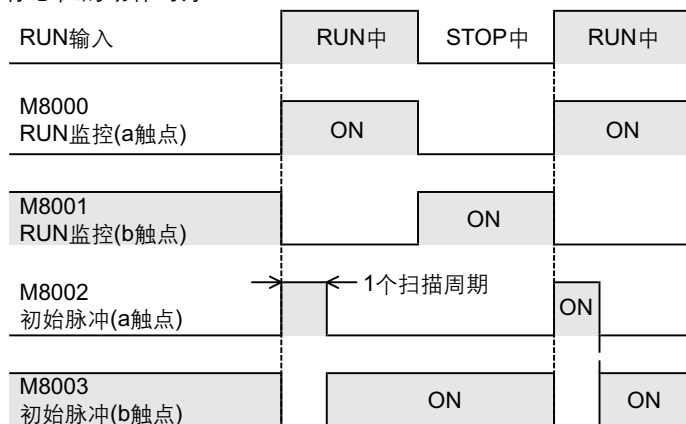 RUN输入
RUN中
STOP中
RUN中
M8000
RUN监控(a触点)
ON
ON
M8001
RUN监控(b触点)
ON
M8002
初始脉冲(a触点)
1个扫描周期
ON
M8003
初始脉冲(b触点)
ON
ON